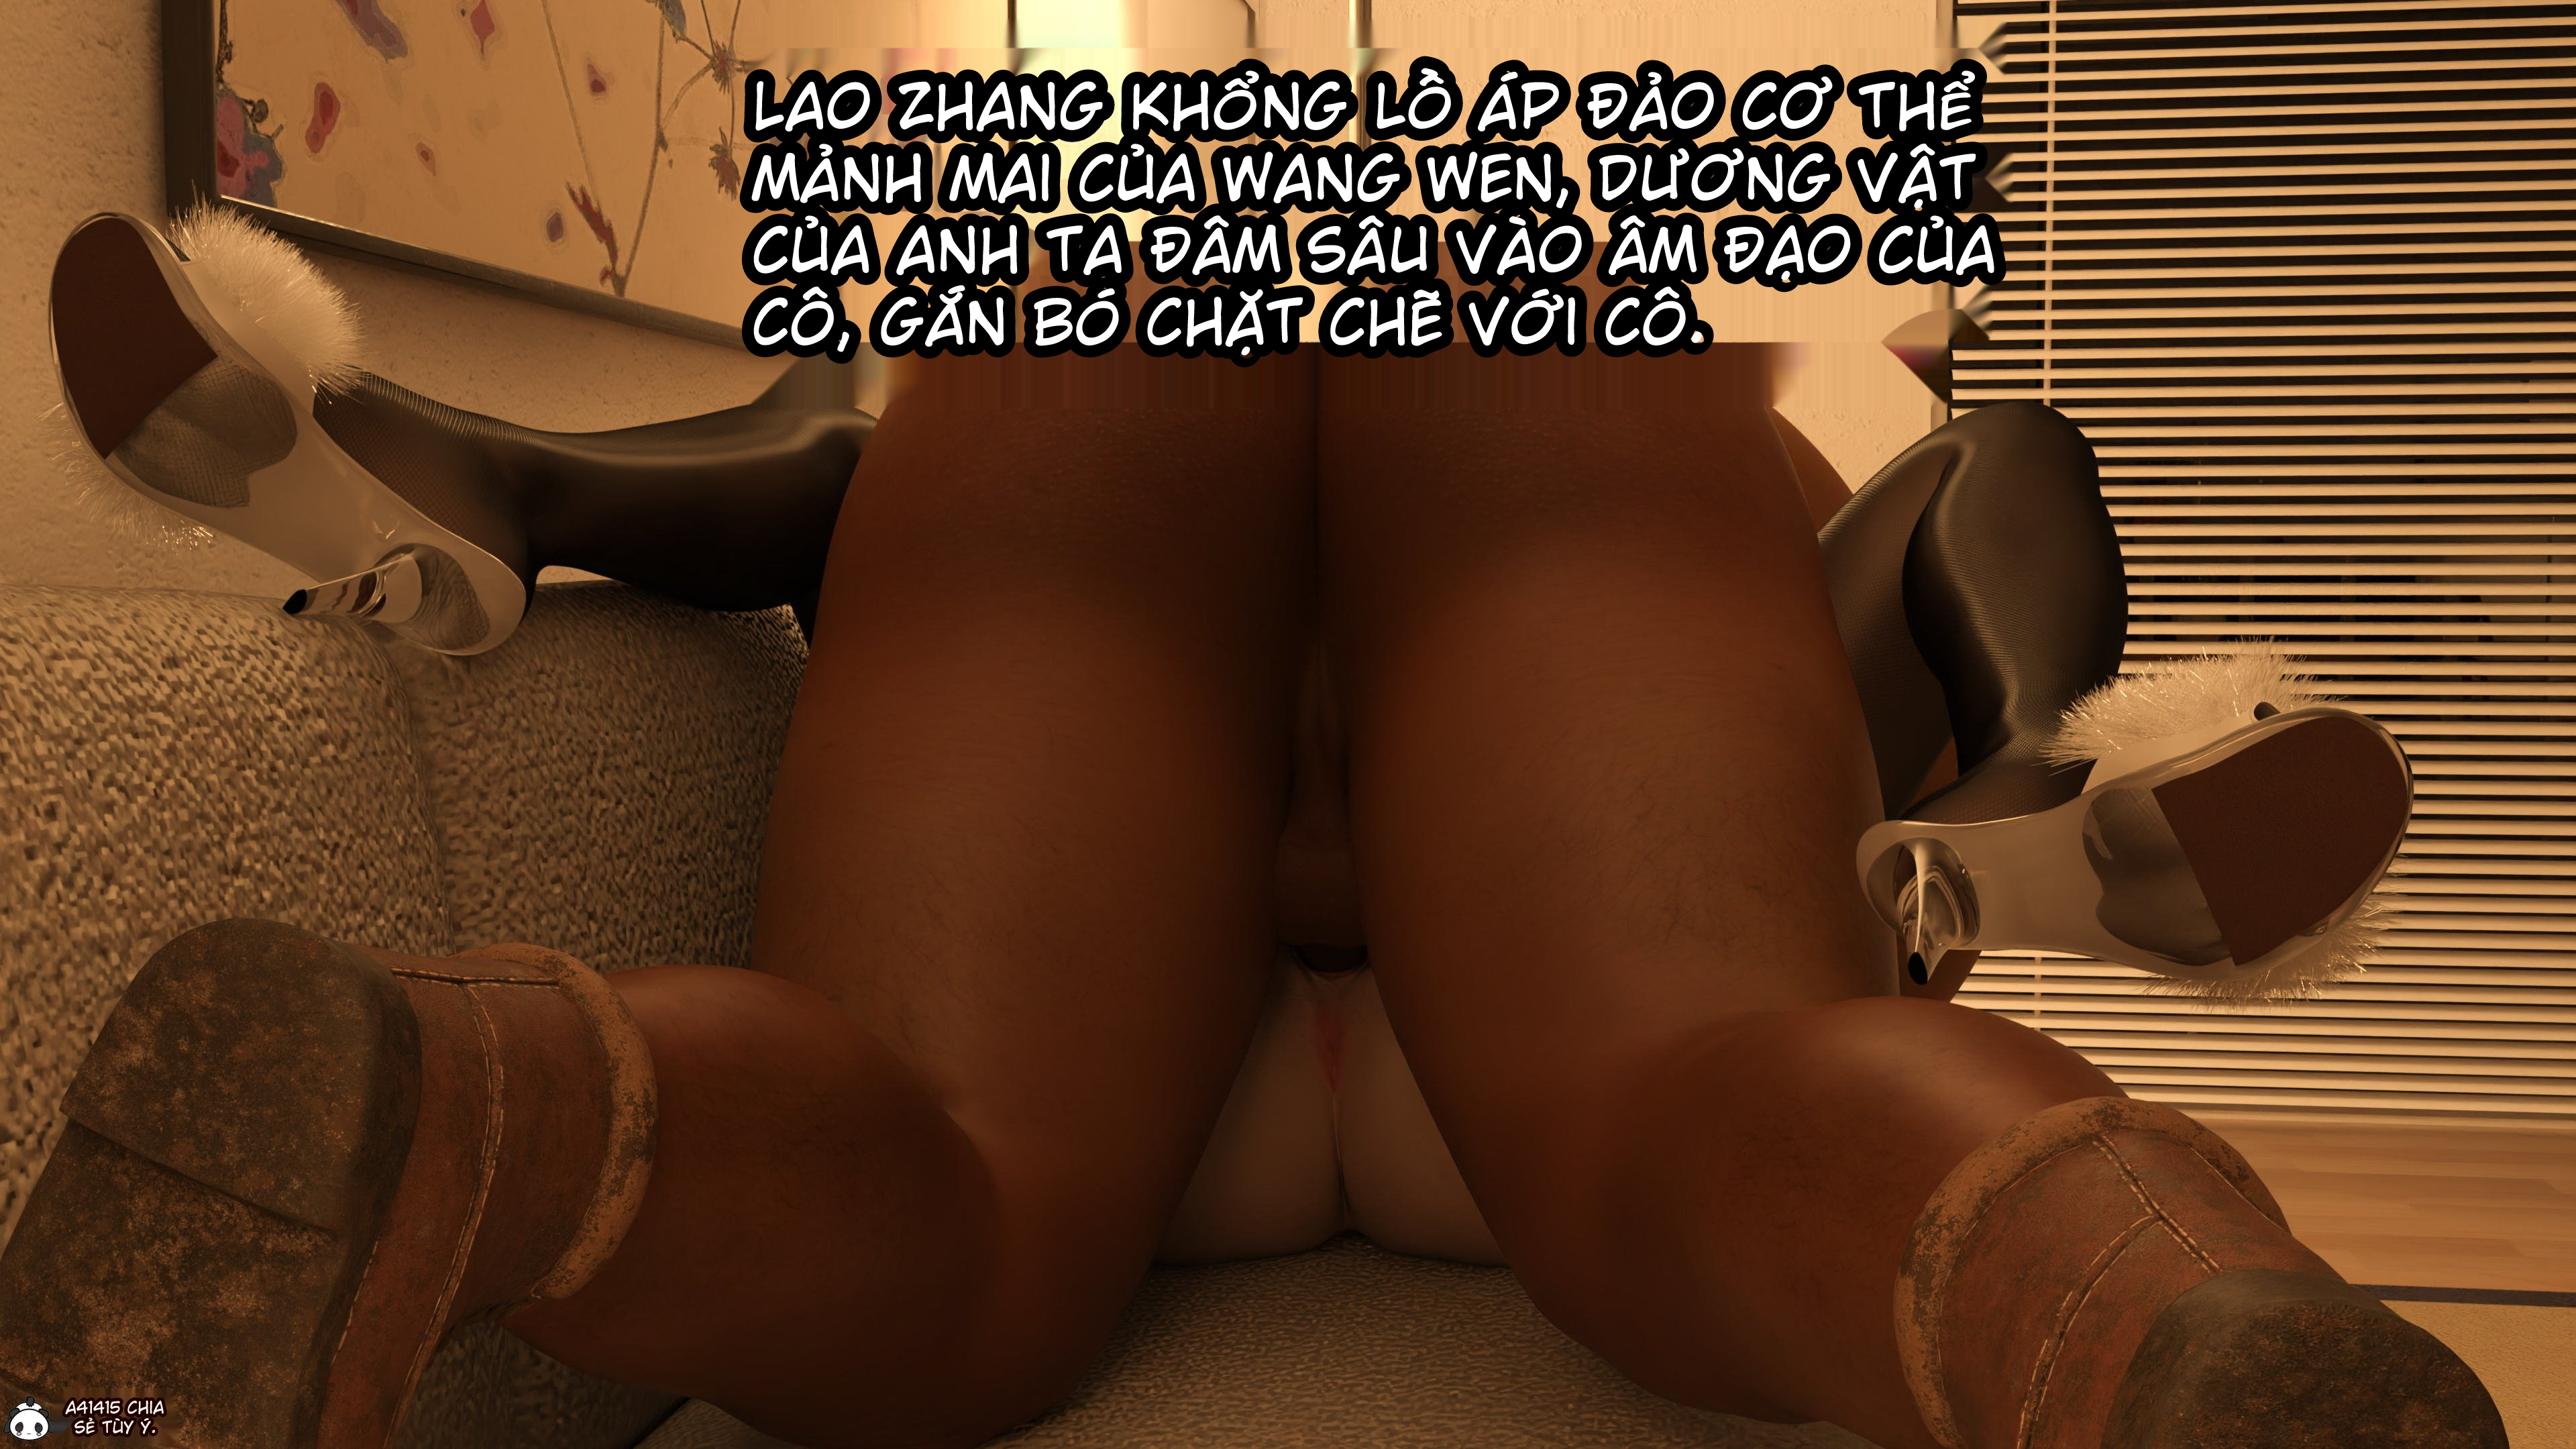 LAO ZHANG KHỔNG LỒ ÁP ĐẢO CƠ THỂ
MẢNH MAI CỦA WANG WEN, DƯƠNG VẬT
CỦA ANH TA ĐÂM SÂU VÀO ÂM ĐẠO CỦA
CÔ, GẮN BÓ CHẶT CHẼ VỚI CÔ.
A41415 CHIA
SẺ TÙY Ý.